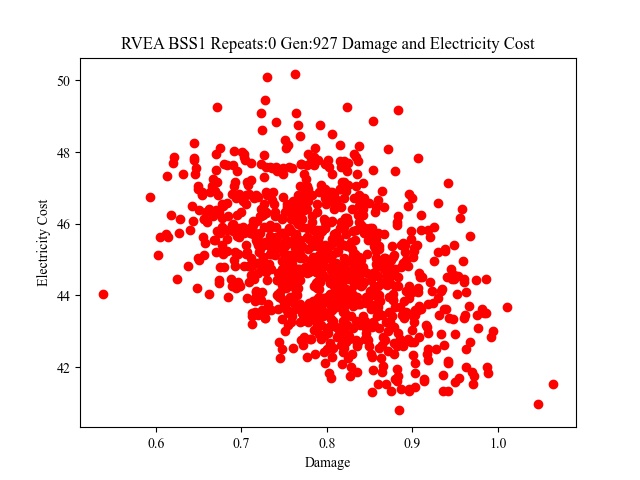 RVEA BSS1 Repeats:0 Gen:927 Damage and Electricity Cost
50
48
46
44
42
Electricity Cost
0.6 0.7 0.8 0.9 1.0
Damage